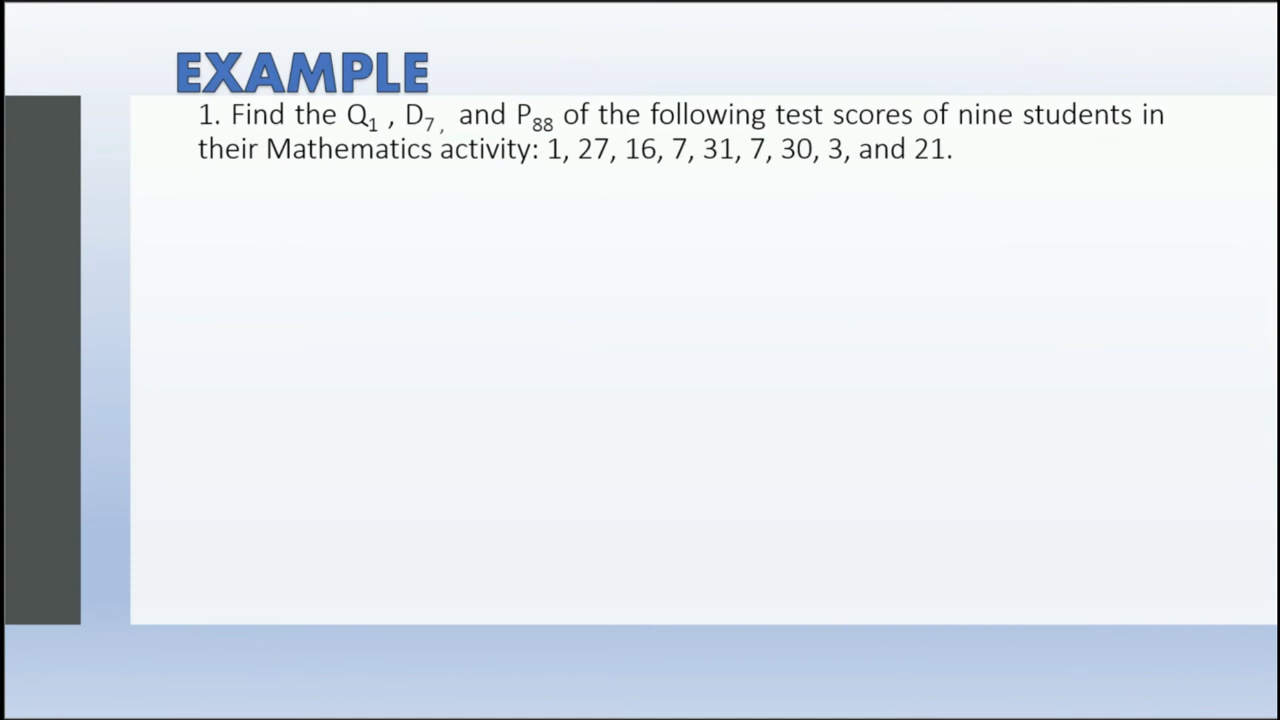 EXAMPLE
1. Find the Q₁ , D₇ , and P₈₈ of the following test scores of nine students in
their Mathematics activity: 1, 27, 16, 7, 31, 7, 30, 3, and 21.